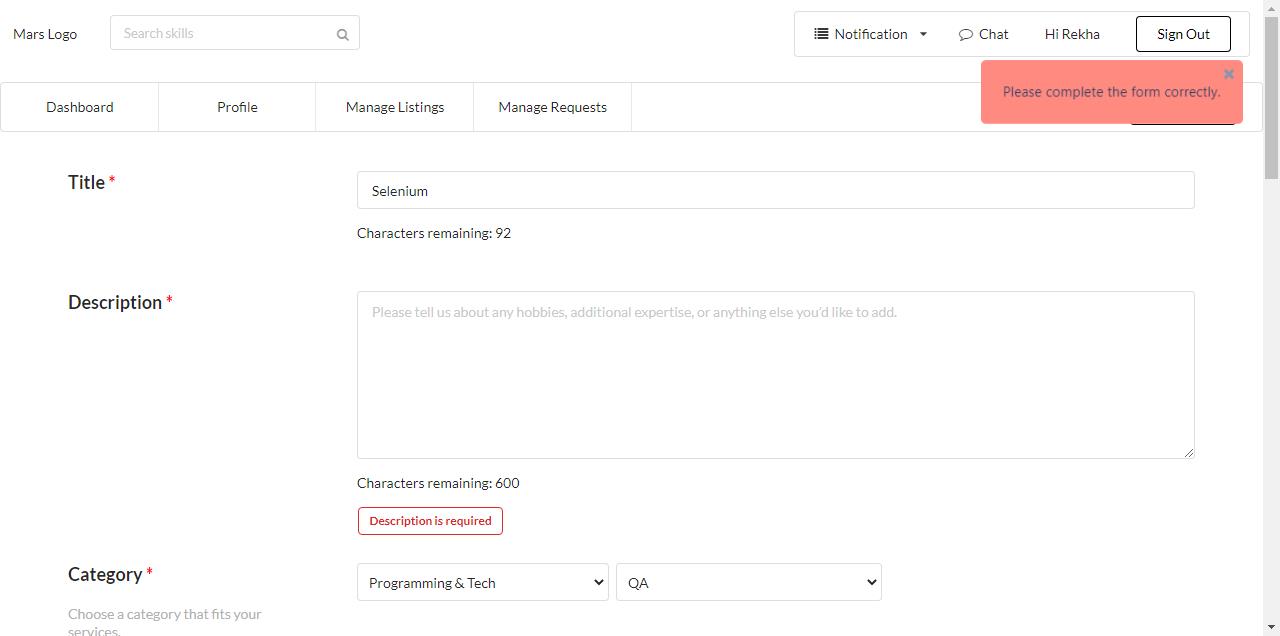 Mars Logo
Search skills
Notification
Chat
Hi Rekha
Sign Out
Please complete the form correctly.
Dashboard
Profile
Manage Listings
Manage Requests
Title *
Selenium
Characters remaining: 92
Description *
Please tell us about any hobbies, additional expertise, or anything else you'd like to add.
Characters remaining: 600
Description is required
Category *
Programming & Tech
QA
Choose a category that fits your
services.